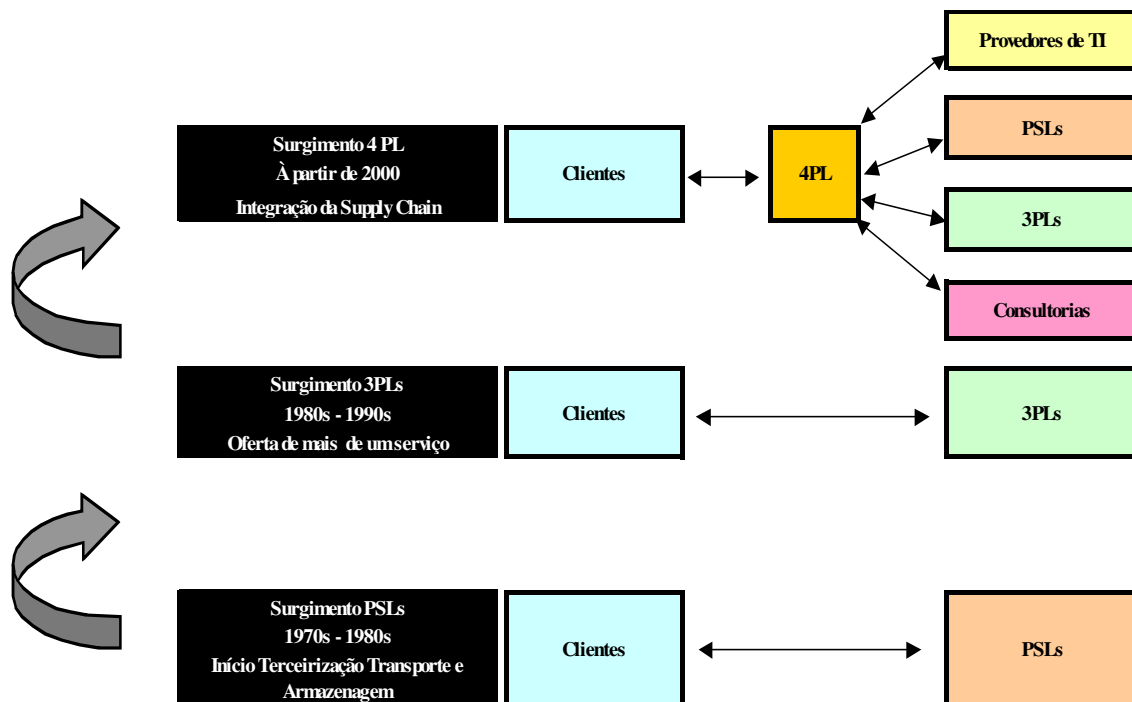 Provedores de TI
PSLs
Surgimento 4 PL
À partir de 2000
Integração da Supply Chain
Clientes
4PL
3PLs
Consultorias
Surgimento 3PLs
1980s - 1990s
Oferta de mais de um serviço
Clientes
3PLs
Surgimento PSLs
1970s - 1980s
Início Terceirização Transporte e
Armazenagem
Clientes
PSLs